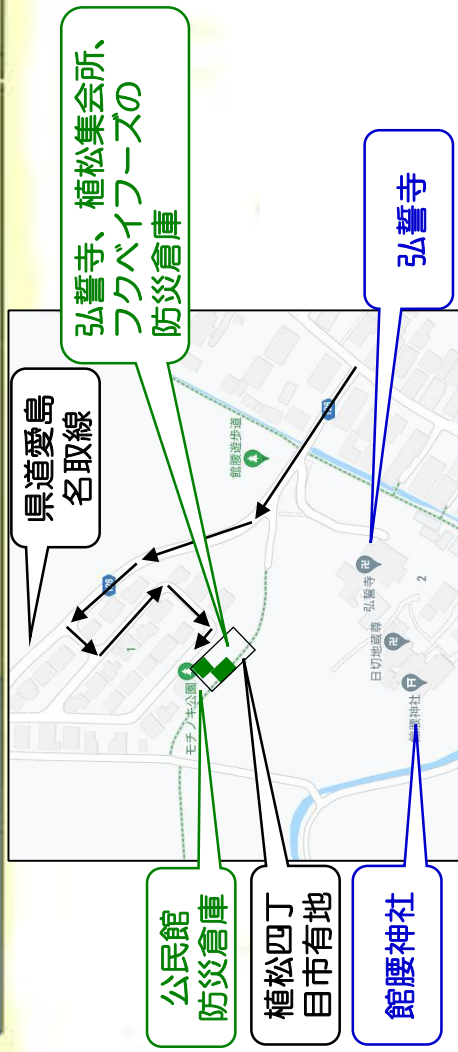 県道愛島
名取線
弘誓寺、植松集会所、
フクベイフーズの
防災倉庫
弘誓寺
公民館
防災倉庫
植松四丁
目市有地
館腰神社
館腰遊歩道
モチノキ公園
弘誓寺
日切地蔵尊
館腰神社
1
2